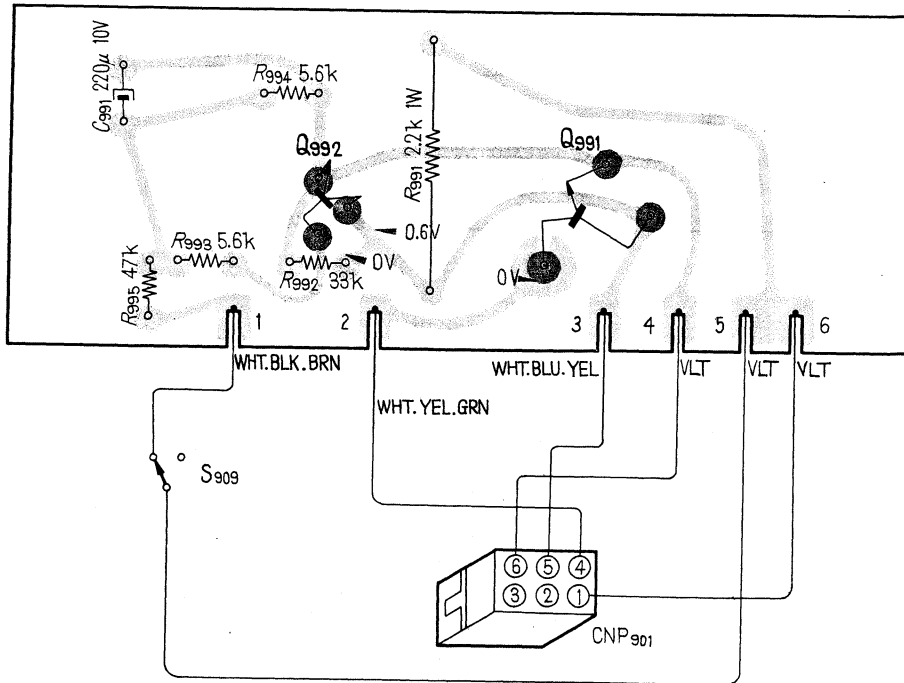 C991 220μ 10V
R994 5.6k
Q992
R991 2.2k 1W
Q991
0.6V
0V
0V
R993 5.6k
R992 33k
R995 47k
1
2
3
4
5
6
WHT.BLK.BRN
WHT.BLU.YEL
VLT
VLT
VLT
WHT.YEL.GRN
S909
6 5 4
3 2 1
CNP901